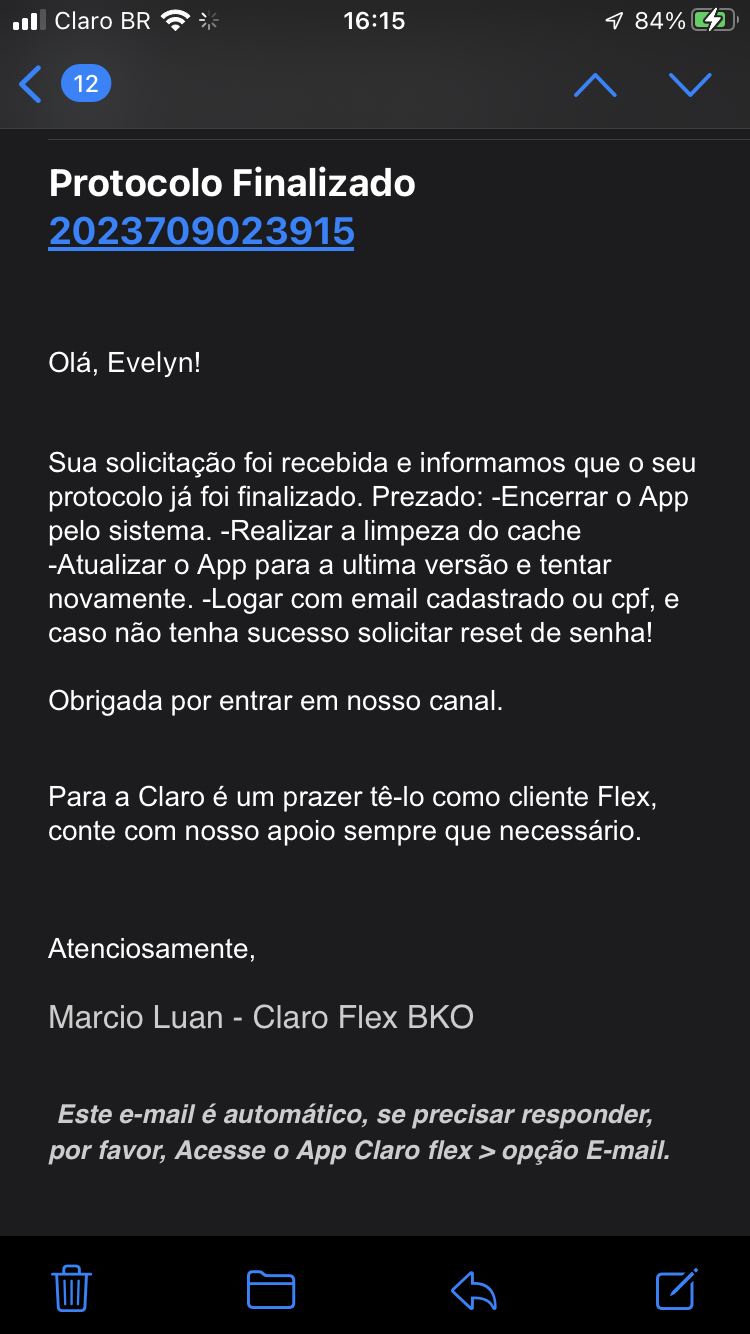 Claro BR 16:15 84%
12
Protocolo Finalizado
2023709023915
Olá, Evelyn!
Sua solicitação foi recebida e informamos que o seu
protocolo já foi finalizado. Prezado: -Encerrar o App
pelo sistema. -Realizar a limpeza do cache
-Atualizar o App para a ultima versão e tentar
novamente. -Logar com email cadastrado ou cpf, e
caso não tenha sucesso solicitar reset de senha!
Obrigada por entrar em nosso canal.
Para a Claro é um prazer tê-lo como cliente Flex,
conte com nosso apoio sempre que necessário.
Atenciosamente,
Marcio Luan - Claro Flex BKO
Este e-mail é automático, se precisar responder,
por favor, Acesse o App Claro flex > opção E-mail.